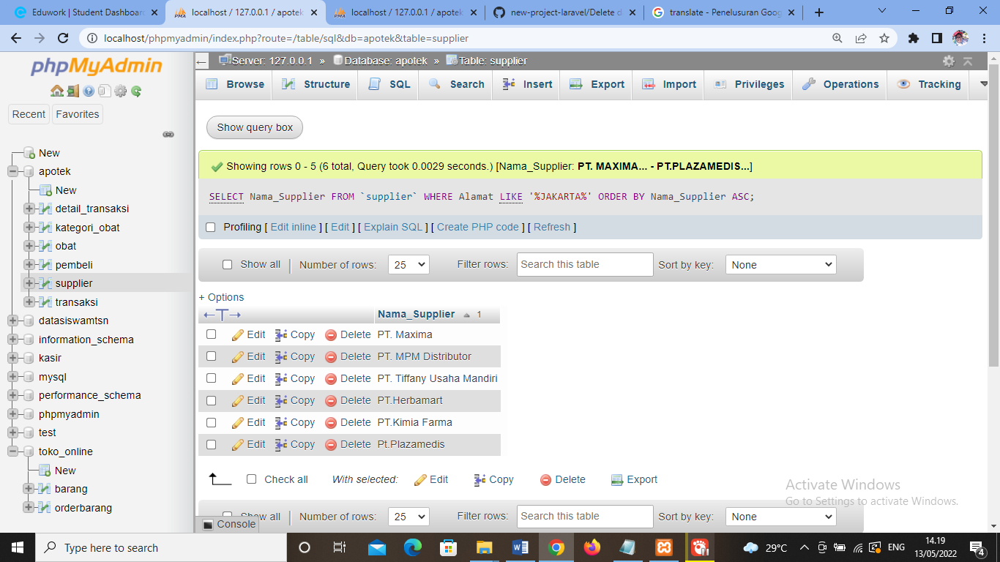 Eduwork | Student Dashboar
localhost / 127.0.0.1 / apotek
localhost / 127.0.0.1 / apotek
new-project-laravel/Delete d
translate - Penelusuran Goog
localhost/phpmyadmin/index.php?route=/table/sql&db=apotek&table=supplier
phpMyAdmin
Recent
Favorites
New
apotek
New
detail_transaksi
kategori_obat
obat
pembeli
supplier
transaksi
datasiswamtsn
information_schema
kasir
mysql
performance_schema
phpmyadmin
test
toko_online
New
barang
orderbarang
Server: 127.0.0.1 » Database: apotek » Table: supplier
Browse Structure SQL Search Insert Export Import Privileges Operations Tracking
Show query box
Showing rows 0 - 5 (6 total, Query took 0.0029 seconds.) [Nama_Supplier: PT. MAXIMA... - PT.PLAZAMEDIS...]
SELECT Nama_Supplier FROM `supplier` WHERE Alamat LIKE '%JAKARTA%' ORDER BY Nama_Supplier ASC;
Profiling [ Edit inline ] [ Edit ] [ Explain SQL ] [ Create PHP code ] [ Refresh ]
Show all | Number of rows: 25 Filter rows: Search this table Sort by key: None
+ Options
←T→ Nama_Supplier 1
Edit Copy Delete PT. Maxima
Edit Copy Delete PT. MPM Distributor
Edit Copy Delete PT. Tiffany Usaha Mandiri
Edit Copy Delete PT.Herbamart
Edit Copy Delete PT.Kimia Farma
Edit Copy Delete Pt.Plazamedis
Check all With selected: Edit Copy Delete Export
Show all | Number of rows: 25 Filter rows: Search this table Sort by key: None
Console
Activate Windows
Go to Settings to activate Windows.
Type here to search
29°C
ENG
14.19
13/05/2022
4